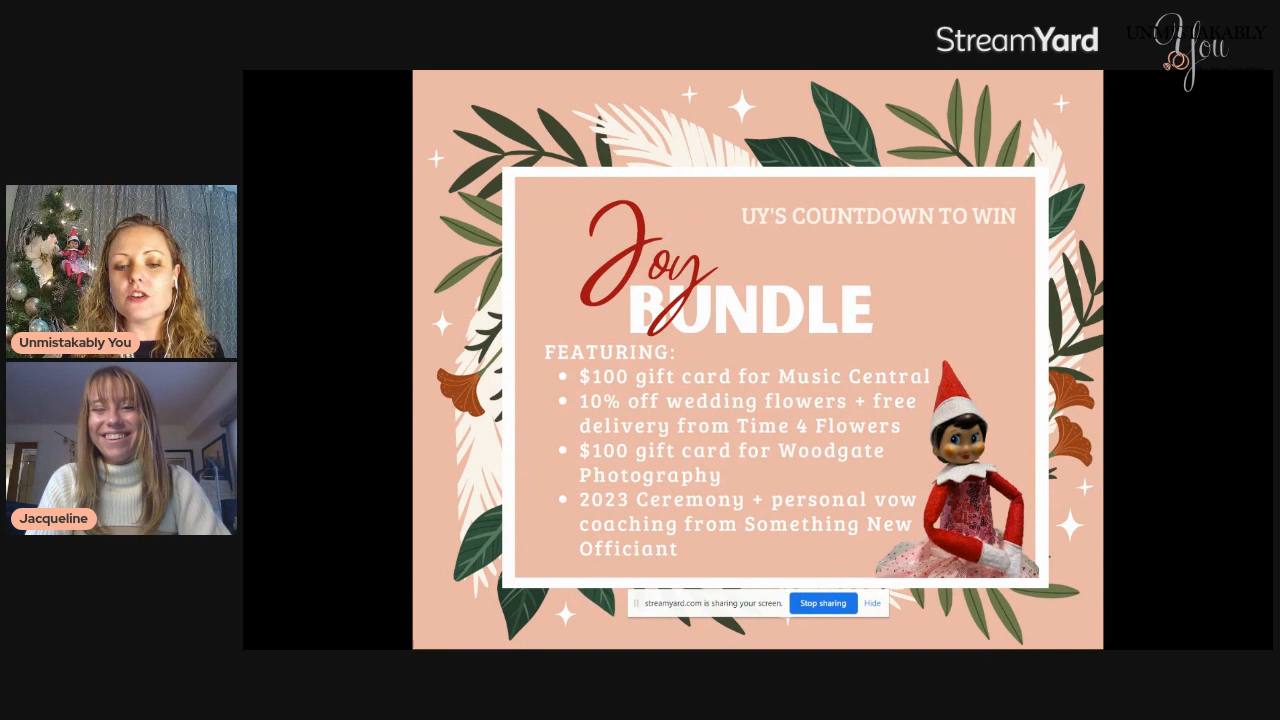 StreamYard
UNMISTAKABLY
You
UY'S COUNTDOWN TO WIN
Joy
BUNDLE
FEATURING:
• $100 gift card for Music Central
• 10% off wedding flowers + free
delivery from Time 4 Flowers
• $100 gift card for Woodgate
Photography
• 2023 Ceremony + personal vow
coaching from Something New
Officiant
Unmistakably You
Jacqueline
streamyard.com is sharing your screen.
Stop sharing
Hide